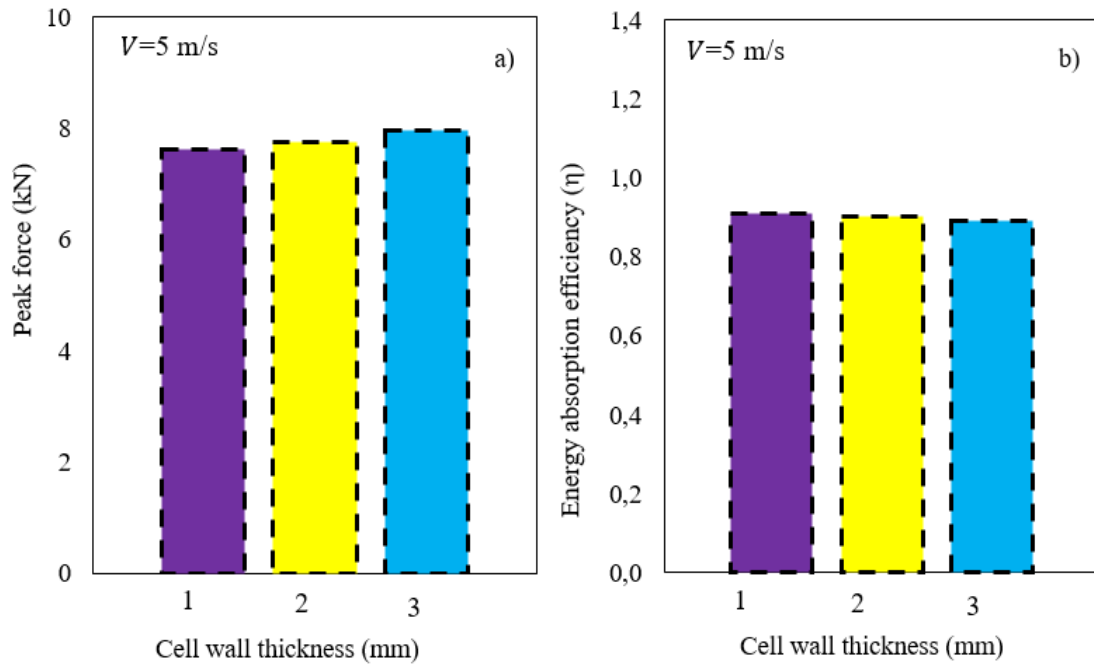 10
8
6
4
2
0
Peak force (kN)
V=5 m/s
a)
1 2 3
Cell wall thickness (mm)
1,4
1,2
1,0
0,8
0,6
0,4
0,2
0,0
Energy absorption efficiency (η)
V=5 m/s
b)
1 2 3
Cell wall thickness (mm)